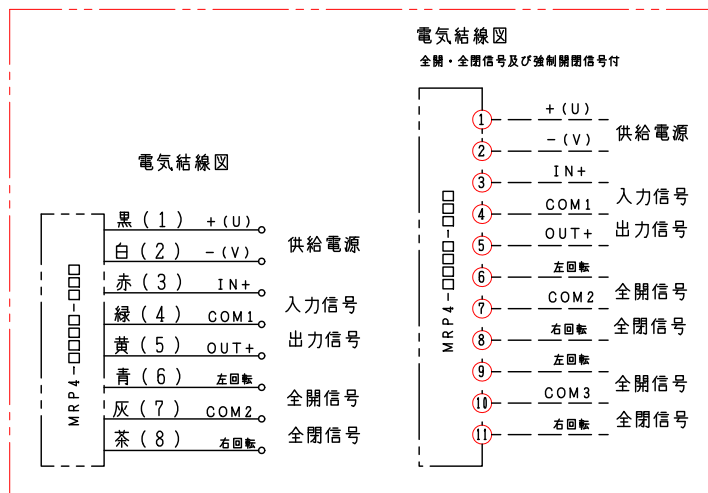 電気結線図
黒(1) +(U)
白(2) -(V)
供給電源
赤(3) IN+
緑(4) COM1
入力信号
黄(5) OUT+
出力信号
青(6) 左回転
灰(7) COM2
全開信号
茶(8) 右回転
全閉信号
MRP4-□□□□-□□□
電気結線図
全開・全閉信号及び強制開閉信号付
1 +(U)
2 -(V)
供給電源
3 IN+
4 COM1
入力信号
5 OUT+
出力信号
6 左回転
7 COM2
全開信号
8 右回転
全閉信号
9 左回転
10 COM3
全開信号
11 右回転
全閉信号
MRP4-□□□□-□□□